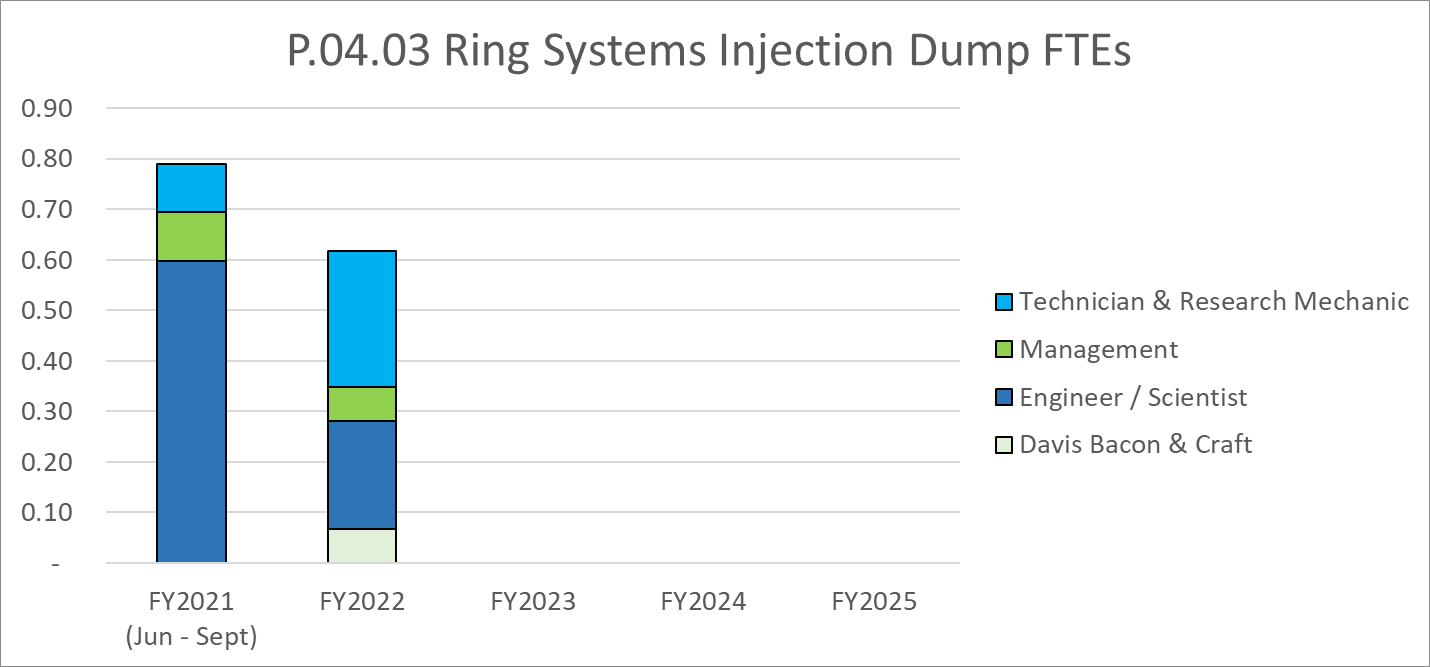 P.04.03 Ring Systems Injection Dump FTEs
0.90
0.80
0.70
0.60
0.50
0.40
0.30
0.20
0.10
-
FY2021
(Jun - Sept)
FY2022
FY2023
FY2024
FY2025
Technician & Research Mechanic
Management
Engineer / Scientist
Davis Bacon & Craft